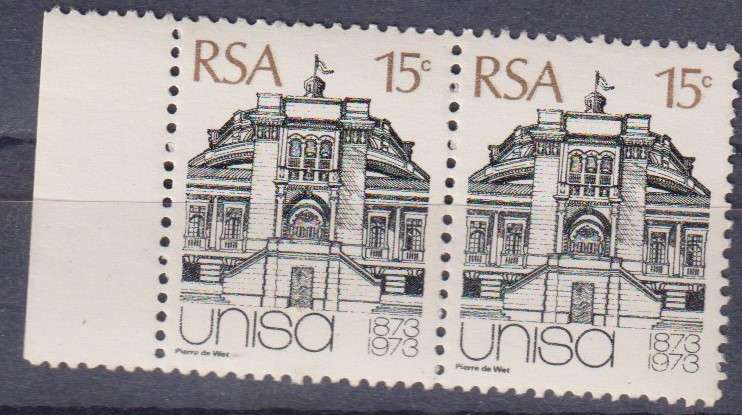 RSA 15c
unisa 1873
1973
Pierre de Wet
RSA 15c
unisa 1873
1973
Pierre de Wet